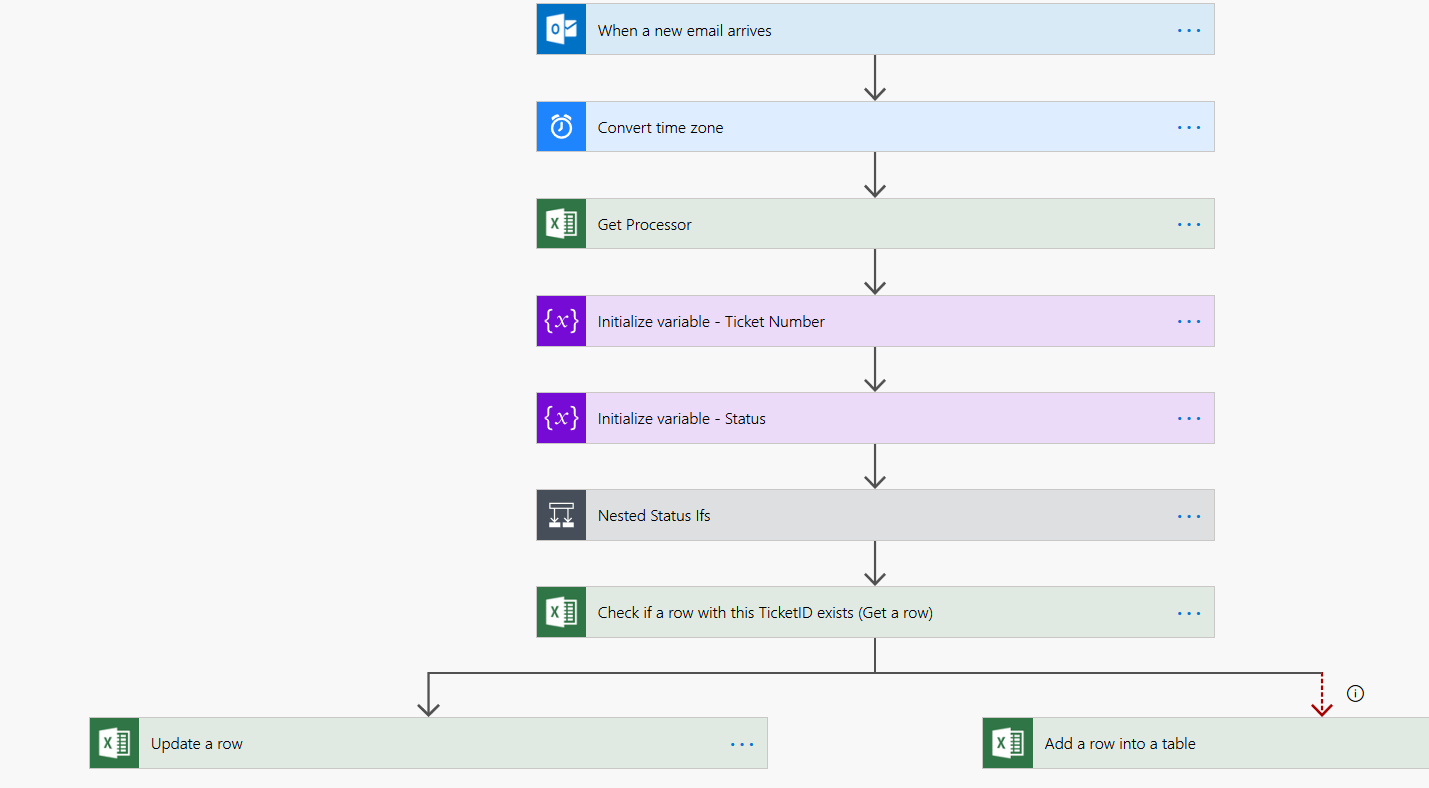 When a new email arrives
Convert time zone
Get Processor
Initialize variable - Ticket Number
Initialize variable - Status
Nested Status Ifs
Check if a row with this TicketID exists (Get a row)
Update a row
Add a row into a table